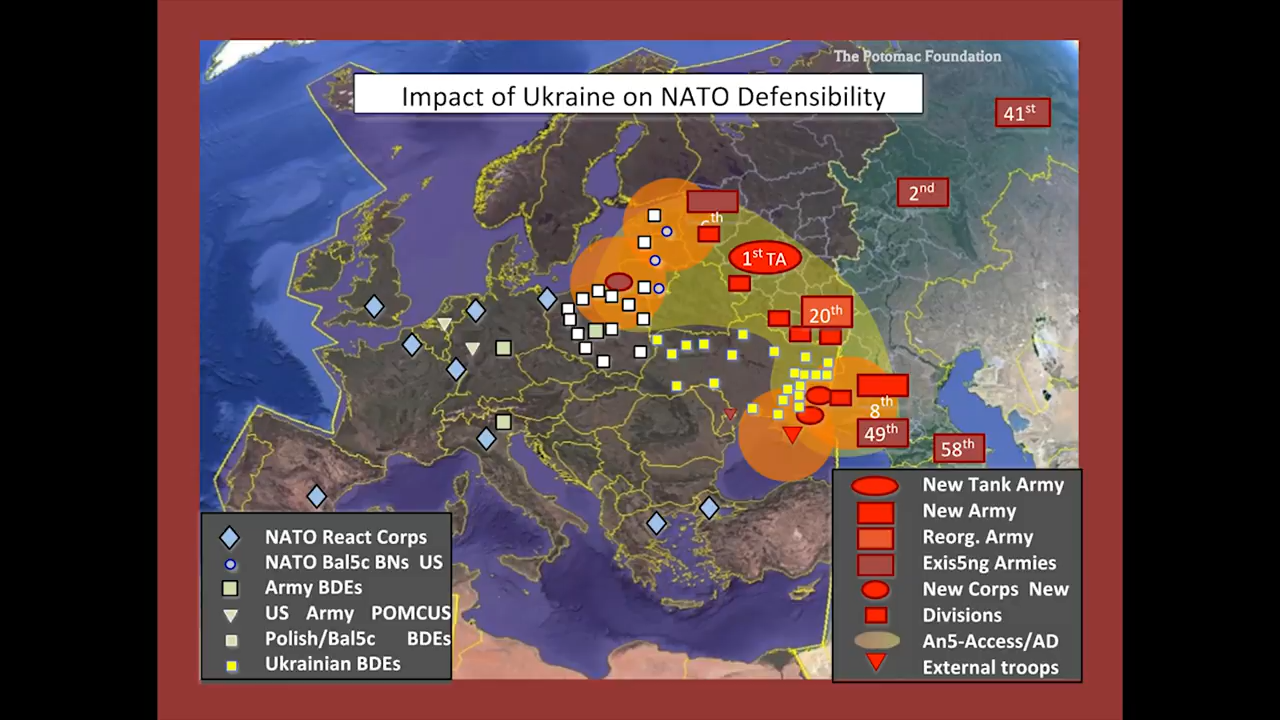 The Potomac Foundation
Impact of Ukraine on NATO Defensibility
41st
2nd
6th
1st TA
20th
8th
49th
58th
NATO React Corps
NATO Bal5c BNs US
Army BDEs
US Army POMCUS
Polish/Bal5c BDEs
Ukrainian BDEs
New Tank Army
New Army
Reorg. Army
Exis5ng Armies
New Corps New
Divisions
An5-Access/AD
External troops